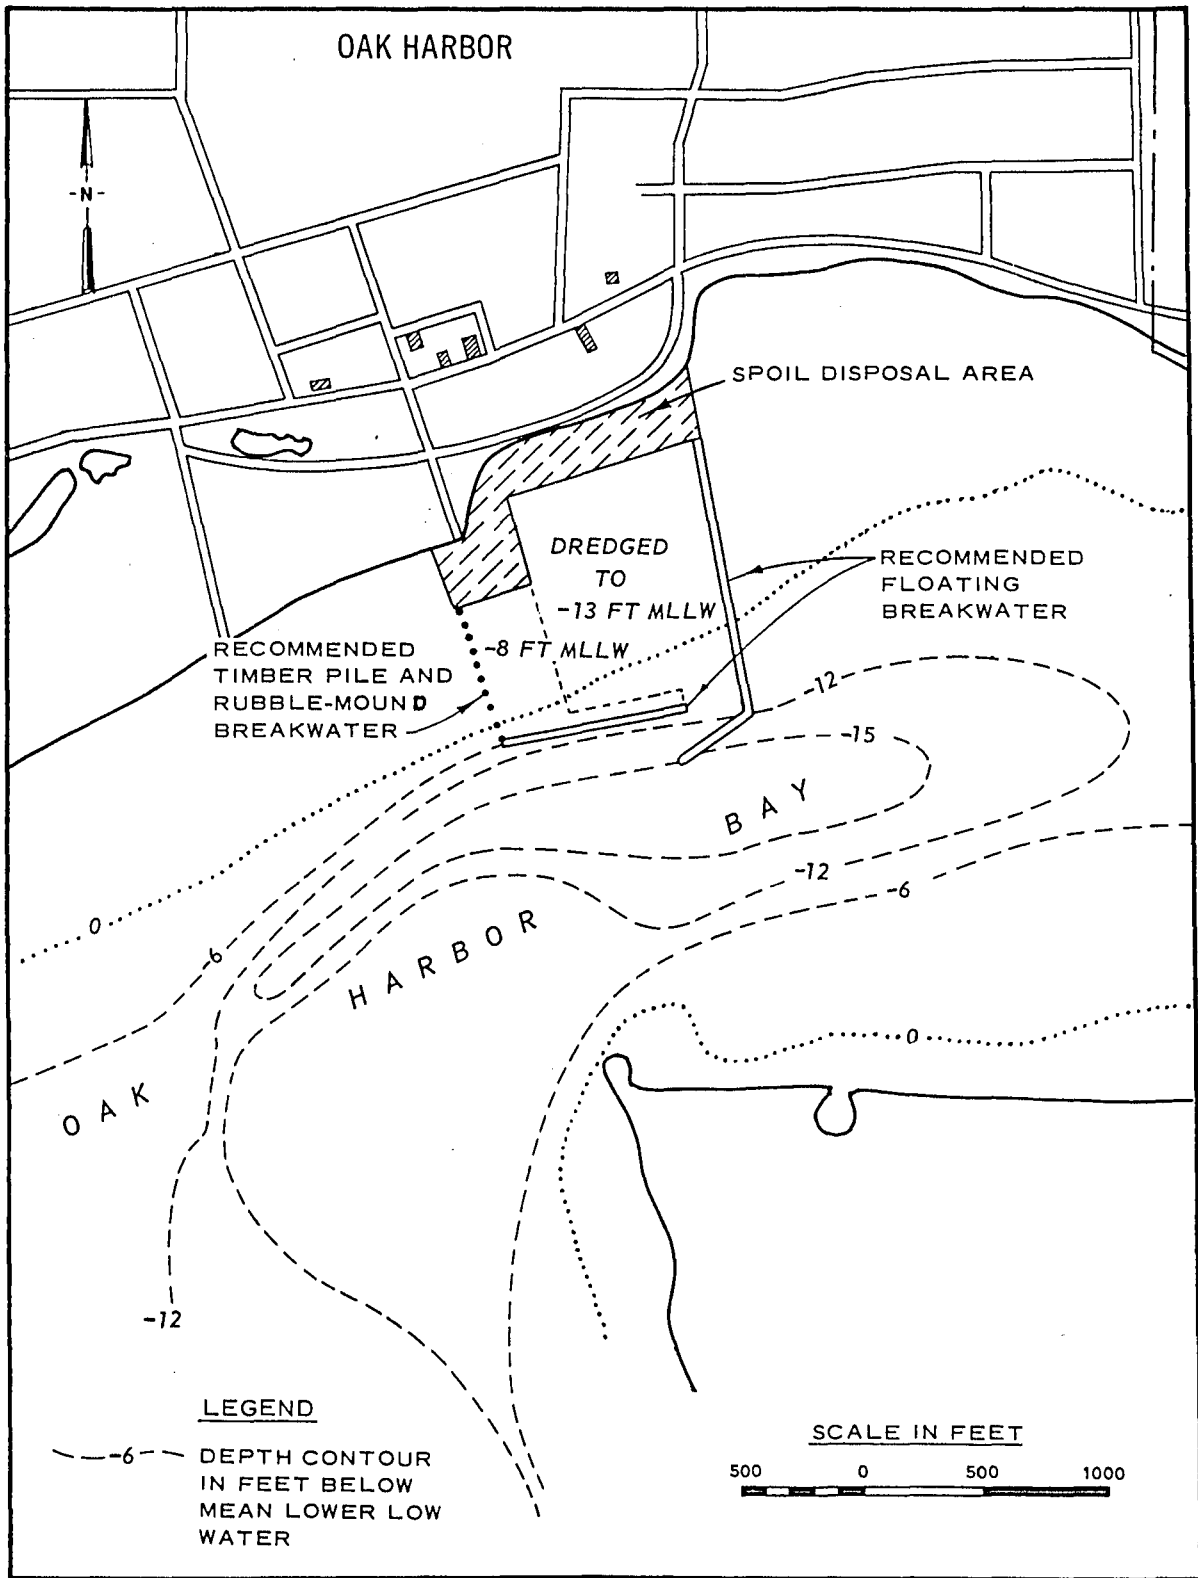 OAK HARBOR
-N-
SPOIL DISPOSAL AREA
DREDGED
TO
-13 FT MLLW
-8 FT MLLW
RECOMMENDED
FLOATING
BREAKWATER
RECOMMENDED
TIMBER PILE AND
RUBBLE-MOUND
BREAKWATER
-12
-15
BAY
-12
-6
0
-6
HARBOR
0
OAK
-12
LEGEND
-6 DEPTH CONTOUR
IN FEET BELOW
MEAN LOWER LOW
WATER
SCALE IN FEET
500 0 500 1000